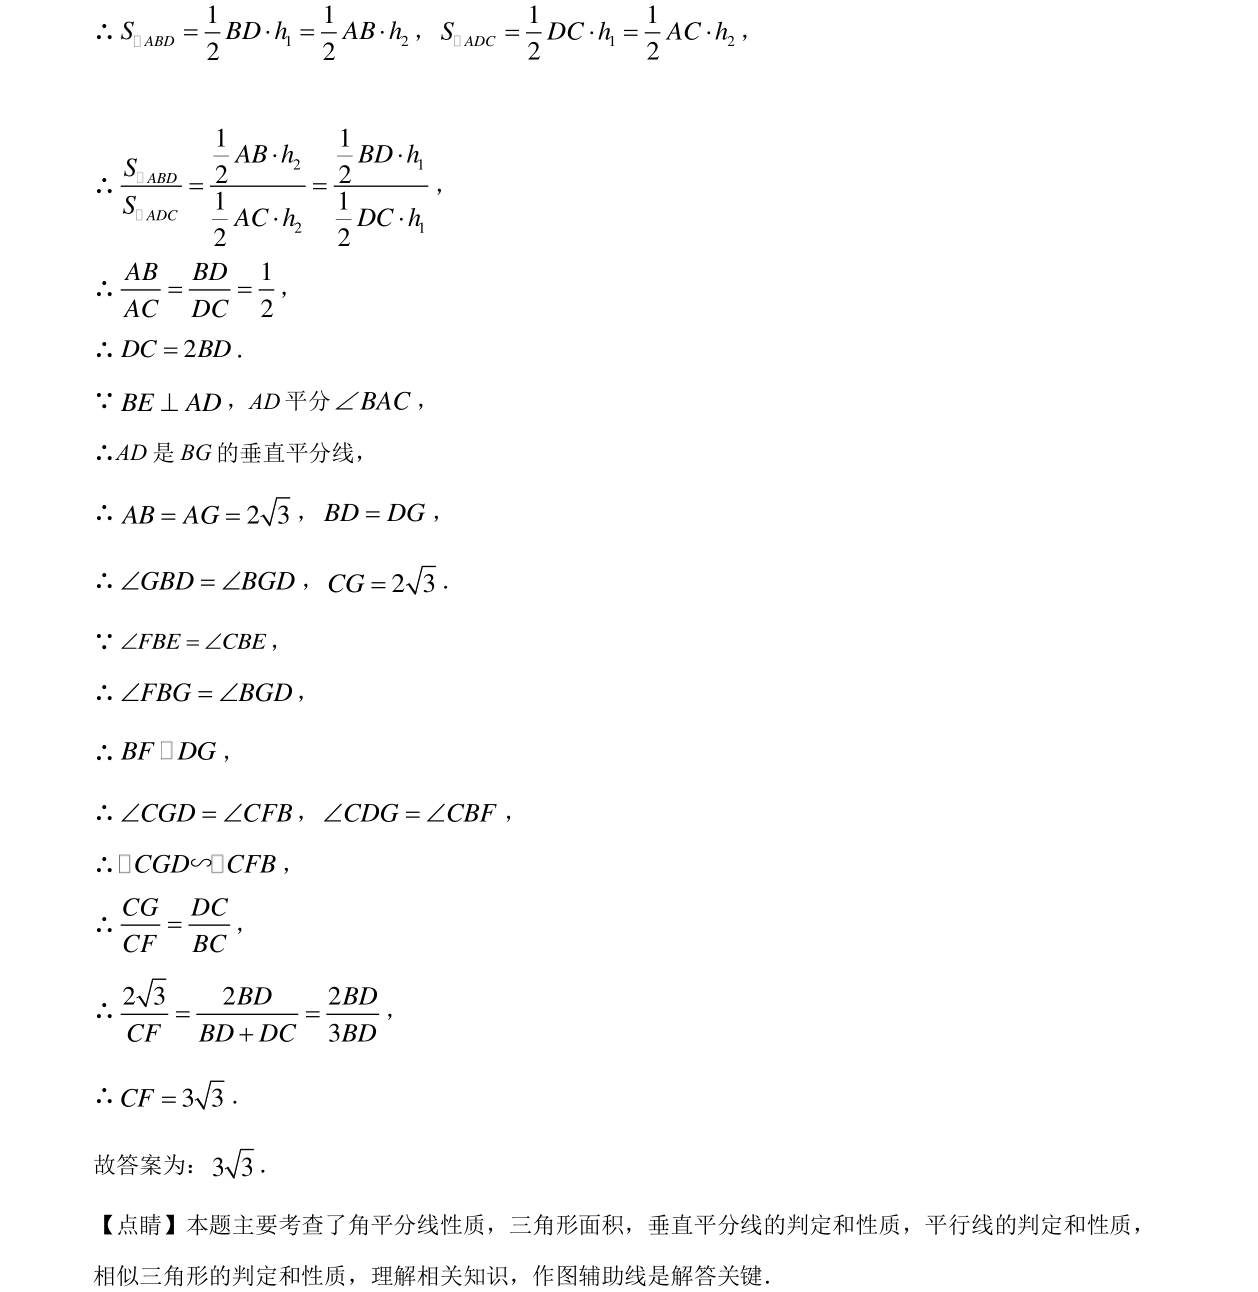 ∴ S□ABD = 1/2 BD·h₁ = 1/2 AB·h₂， S□ADC = 1/2 DC·h₁ = 1/2 AC·h₂，
∴ S□ABD/S□ADC = (1/2 AB·h₂)/(1/2 AC·h₂) = (1/2 BD·h₁)/(1/2 DC·h₁)，
∴ AB/AC = BD/DC = 1/2，
∴ DC = 2BD．
∵ BE ⊥ AD，AD 平分∠BAC，
∴AD 是 BG 的垂直平分线，
∴ AB = AG = 2√3， BD = DG，
∴ ∠GBD = ∠BGD， CG = 2√3．
∵ ∠FBE = ∠CBE，
∴ ∠FBG = ∠BGD，
∴ BF □ DG，
∴ ∠CGD = ∠CFB， ∠CDG = ∠CBF，
∴□CGD∽□CFB，
∴ CG/CF = DC/BC，
∴ 2√3/CF = 2BD/(BD+DC) = 2BD/3BD，
∴ CF = 3√3．
故答案为：3√3．
【点睛】本题主要考查了角平分线性质，三角形面积，垂直平分线的判定和性质，平行线的判定和性质，
相似三角形的判定和性质，理解相关知识，作图辅助线是解答关键．